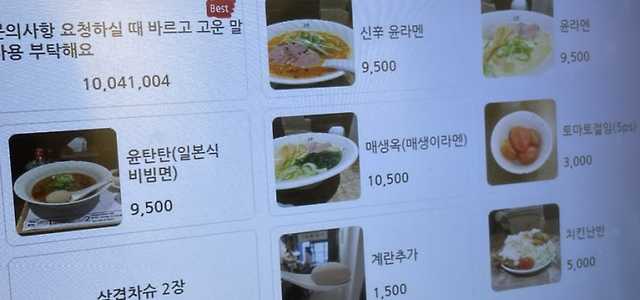 Best
문의사항 요청하실 때 바르고 고운 말
사용 부탁해요
10,041,004
신辛 윤라멘
9,500
윤라멘
9,500
윤탄탄(일본식
비빔면)
9,500
매생옥(매생이라멘)
10,500
토마토절임(5ps)
3,000
삼겹차슈 2장
계란추가
1,500
치킨난반
5,000